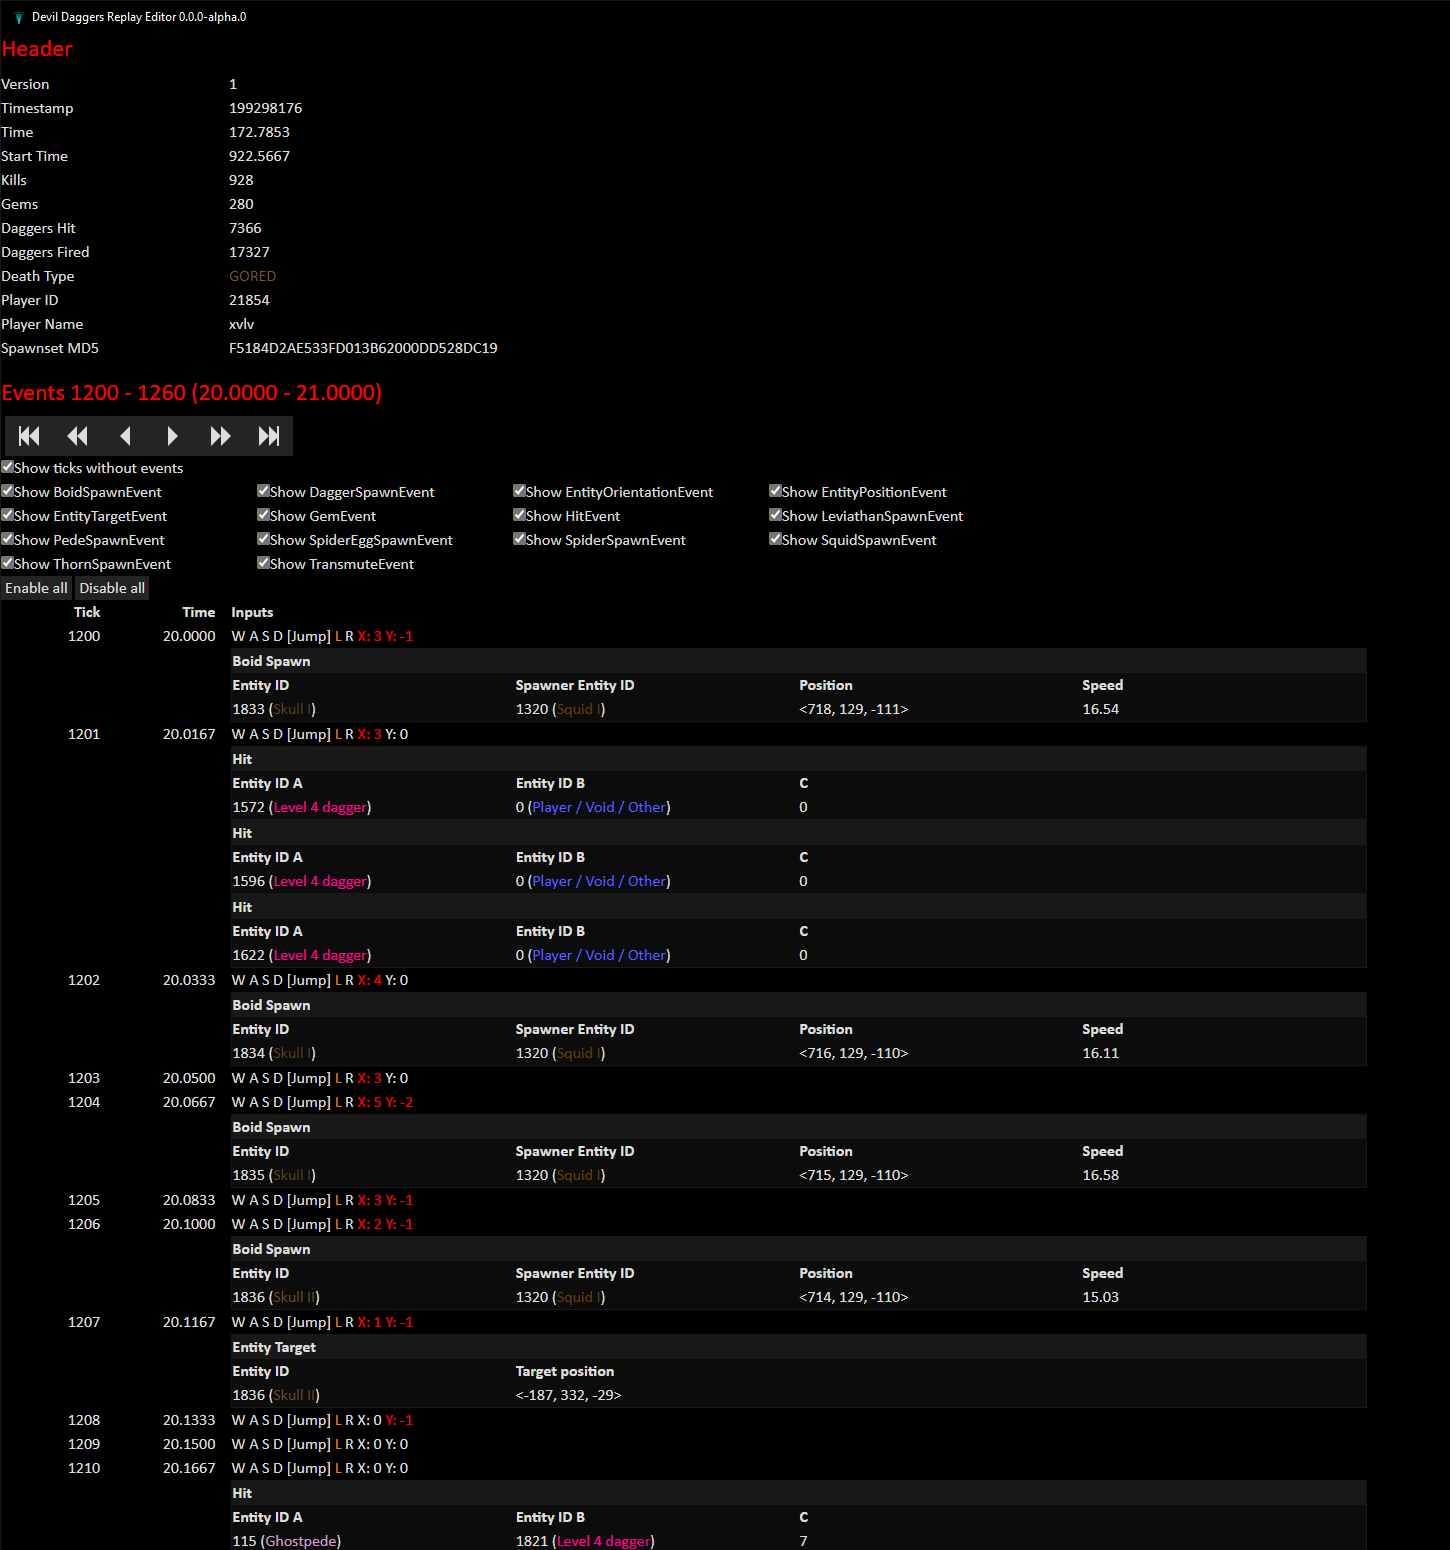 Devil Daggers Replay Editor 0.0.0-alpha.0
Header
Version 1
Timestamp 199298176
Time 172.7853
Start Time 922.5667
Kills 928
Gems 280
Daggers Hit 7366
Daggers Fired 17327
Death Type GORED
Player ID 21854
Player Name xvlv
Spawnset MD5 F5184D2AE533FD013B62000DD528DC19
Events 1200 - 1260 (20.0000 - 21.0000)
Show ticks without events
Show BoidSpawnEvent Show DaggerSpawnEvent Show EntityOrientationEvent Show EntityPositionEvent
Show EntityTargetEvent Show GemEvent Show HitEvent Show LeviathanSpawnEvent
Show PedeSpawnEvent Show SpiderEggSpawnEvent Show SpiderSpawnEvent Show SquidSpawnEvent
Show ThornSpawnEvent Show TransmuteEvent
Enable all Disable all
Tick Time Inputs
1200 20.0000 W A S D [Jump] L R X: 3 Y: -1
Boid Spawn
Entity ID Spawner Entity ID Position Speed
1833 (Skull I) 1320 (Squid I) <718, 129, -111> 16.54
1201 20.0167 W A S D [Jump] L R X: 3 Y: 0
Hit
Entity ID A Entity ID B C
1572 (Level 4 dagger) 0 (Player / Void / Other) 0
Hit
Entity ID A Entity ID B C
1596 (Level 4 dagger) 0 (Player / Void / Other) 0
Hit
Entity ID A Entity ID B C
1622 (Level 4 dagger) 0 (Player / Void / Other) 0
1202 20.0333 W A S D [Jump] L R X: 4 Y: 0
Boid Spawn
Entity ID Spawner Entity ID Position Speed
1834 (Skull I) 1320 (Squid I) <716, 129, -110> 16.11
1203 20.0500 W A S D [Jump] L R X: 3 Y: 0
1204 20.0667 W A S D [Jump] L R X: 5 Y: -2
Boid Spawn
Entity ID Spawner Entity ID Position Speed
1835 (Skull I) 1320 (Squid I) <715, 129, -110> 16.58
1205 20.0833 W A S D [Jump] L R X: 3 Y: -1
1206 20.1000 W A S D [Jump] L R X: 2 Y: -1
Boid Spawn
Entity ID Spawner Entity ID Position Speed
1836 (Skull II) 1320 (Squid I) <714, 129, -110> 15.03
1207 20.1167 W A S D [Jump] L R X: 1 Y: -1
Entity Target
Entity ID Target position
1836 (Skull II) <-187, 332, -29>
1208 20.1333 W A S D [Jump] L R X: 0 Y: -1
1209 20.1500 W A S D [Jump] L R X: 0 Y: 0
1210 20.1667 W A S D [Jump] L R X: 0 Y: 0
Hit
Entity ID A Entity ID B C
115 (Ghostpede) 1821 (Level 4 dagger) 7